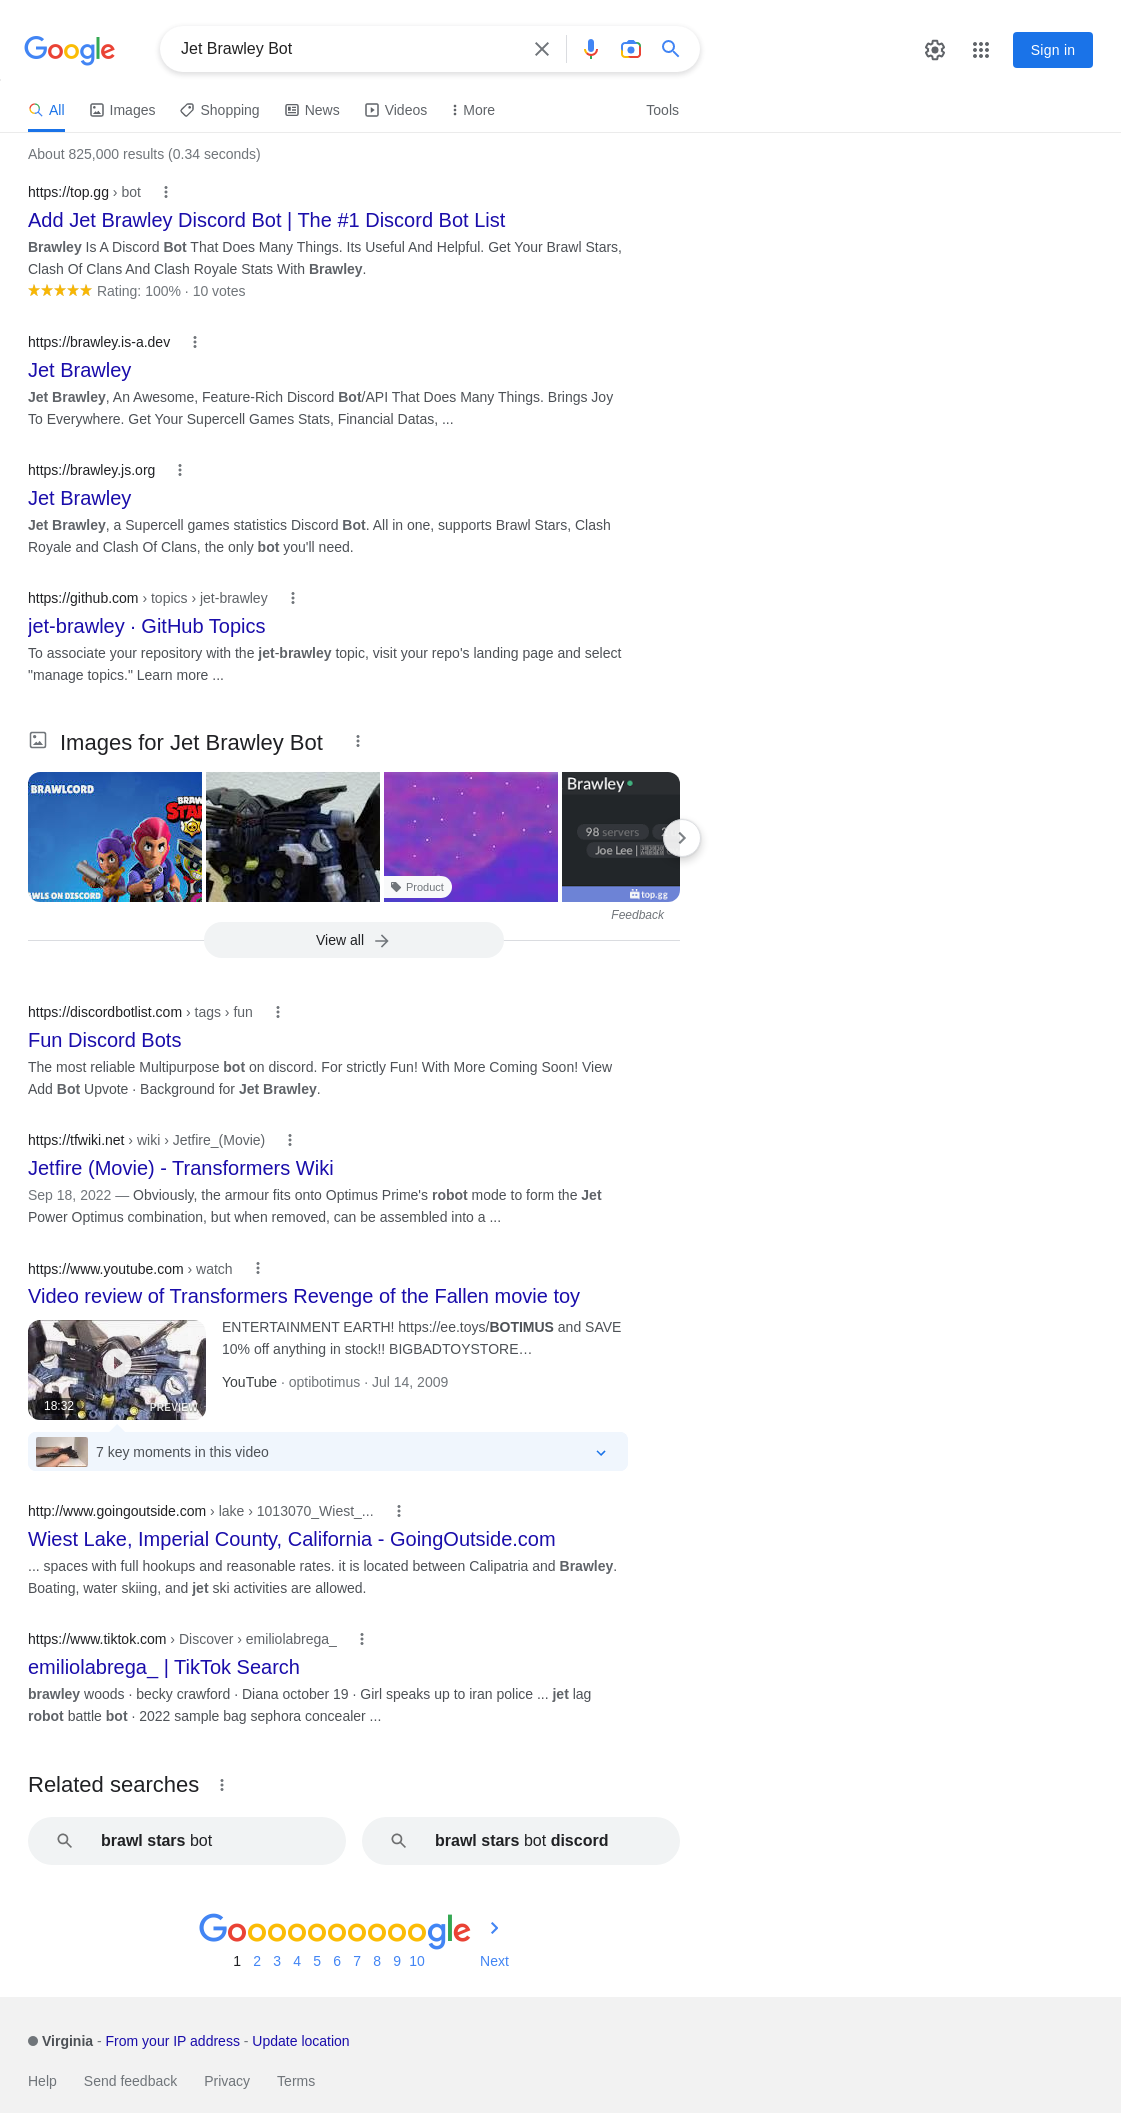 Google
Jet Brawley Bot
Sign in
All
Images
Shopping
News
Videos
More
Tools
About 825,000 results (0.34 seconds)
https://top.gg › bot
Add Jet Brawley Discord Bot | The #1 Discord Bot List
Brawley Is A Discord Bot That Does Many Things. Its Useful And Helpful. Get Your Brawl Stars,
Clash Of Clans And Clash Royale Stats With Brawley.
Rating: 100% · 10 votes
https://brawley.is-a.dev
Jet Brawley
Jet Brawley, An Awesome, Feature-Rich Discord Bot/API That Does Many Things. Brings Joy
To Everywhere. Get Your Supercell Games Stats, Financial Datas, ...
https://brawley.js.org
Jet Brawley
Jet Brawley, a Supercell games statistics Discord Bot. All in one, supports Brawl Stars, Clash
Royale and Clash Of Clans, the only bot you'll need.
https://github.com › topics › jet-brawley
jet-brawley · GitHub Topics
To associate your repository with the jet-brawley topic, visit your repo's landing page and select
"manage topics." Learn more ...
Images for Jet Brawley Bot
BRAWLCORD
BRAW
STA
AWLS ON DISCORD
Product
Brawley
98 servers
Joe Lee |
top.gg
Feedback
View all
https://discordbotlist.com › tags › fun
Fun Discord Bots
The most reliable Multipurpose bot on discord. For strictly Fun! With More Coming Soon! View
Add Bot Upvote · Background for Jet Brawley.
https://tfwiki.net › wiki › Jetfire_(Movie)
Jetfire (Movie) - Transformers Wiki
Sep 18, 2022 — Obviously, the armour fits onto Optimus Prime's robot mode to form the Jet
Power Optimus combination, but when removed, can be assembled into a ...
https://www.youtube.com › watch
Video review of Transformers Revenge of the Fallen movie toy
ENTERTAINMENT EARTH! https://ee.toys/BOTIMUS and SAVE
10% off anything in stock!! BIGBADTOYSTORE…
YouTube · optibotimus · Jul 14, 2009
18:32
PREVIEW
7 key moments in this video
http://www.goingoutside.com › lake › 1013070_Wiest_...
Wiest Lake, Imperial County, California - GoingOutside.com
... spaces with full hookups and reasonable rates. it is located between Calipatria and Brawley.
Boating, water skiing, and jet ski activities are allowed.
https://www.tiktok.com › Discover › emiliolabrega_
emiliolabrega_ | TikTok Search
brawley woods · becky crawford · Diana october 19 · Girl speaks up to iran police ... jet lag
robot battle bot · 2022 sample bag sephora concealer ...
Related searches
brawl stars bot
brawl stars bot discord
Goooooooooogle
1 2 3 4 5 6 7 8 9 10 Next
Virginia - From your IP address - Update location
Help Send feedback Privacy Terms